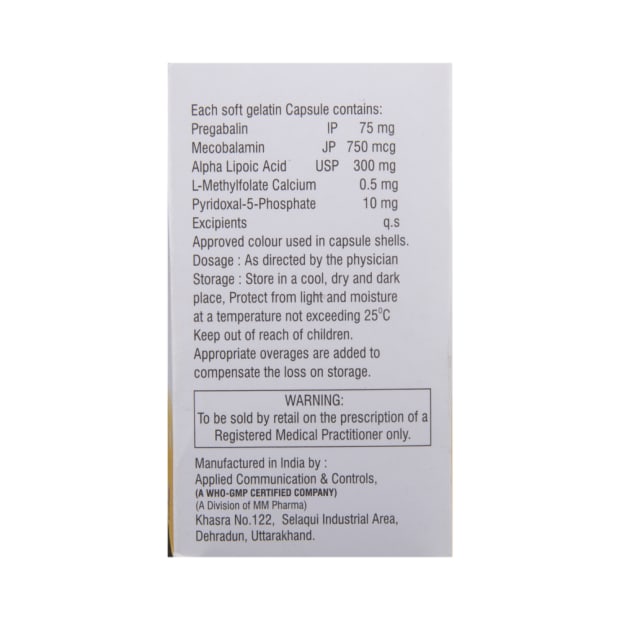 Each soft gelatin Capsule contains:
Pregabalin IP 75 mg
Mecobalamin JP 750 mcg
Alpha Lipoic Acid USP 300 mg
L-Methylfolate Calcium 0.5 mg
Pyridoxal-5-Phosphate 10 mg
Excipients q.s
Approved colour used in capsule shells.
Dosage : As directed by the physician
Storage : Store in a cool, dry and dark
place, Protect from light and moisture
at a temperature not exceeding 25°C
Keep out of reach of children.
Appropriate overages are added to
compensate the loss on storage.
WARNING:
To be sold by retail on the prescription of a
Registered Medical Practitioner only.
Manufactured in India by :
Applied Communication & Controls,
(A WHO-GMP CERTIFIED COMPANY)
(A Division of MM Pharma)
Khasra No.122, Selaqui Industrial Area,
Dehradun, Uttarakhand.